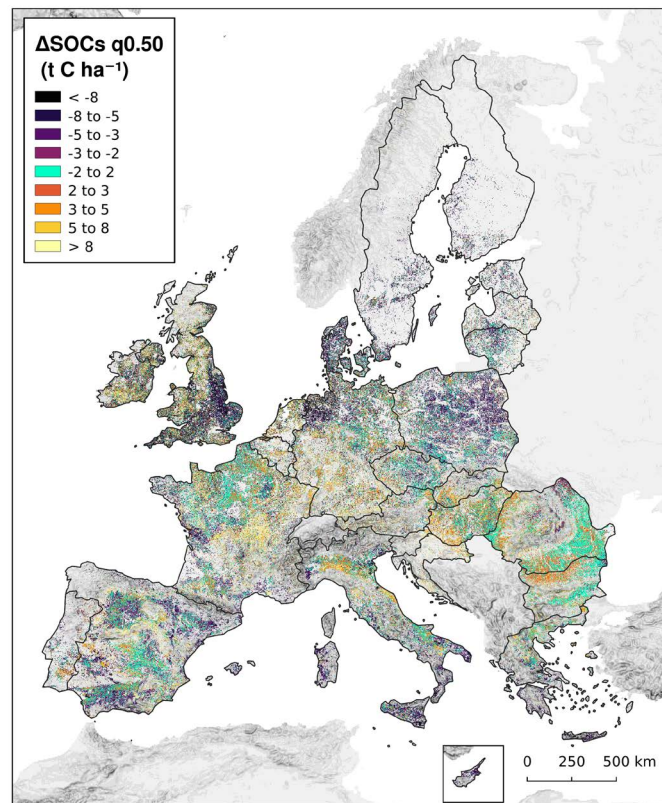 ΔSOCs q0.50
(t C ha⁻¹)
< -8
-8 to -5
-5 to -3
-3 to -2
-2 to 2
2 to 3
3 to 5
5 to 8
> 8
0 250 500 km